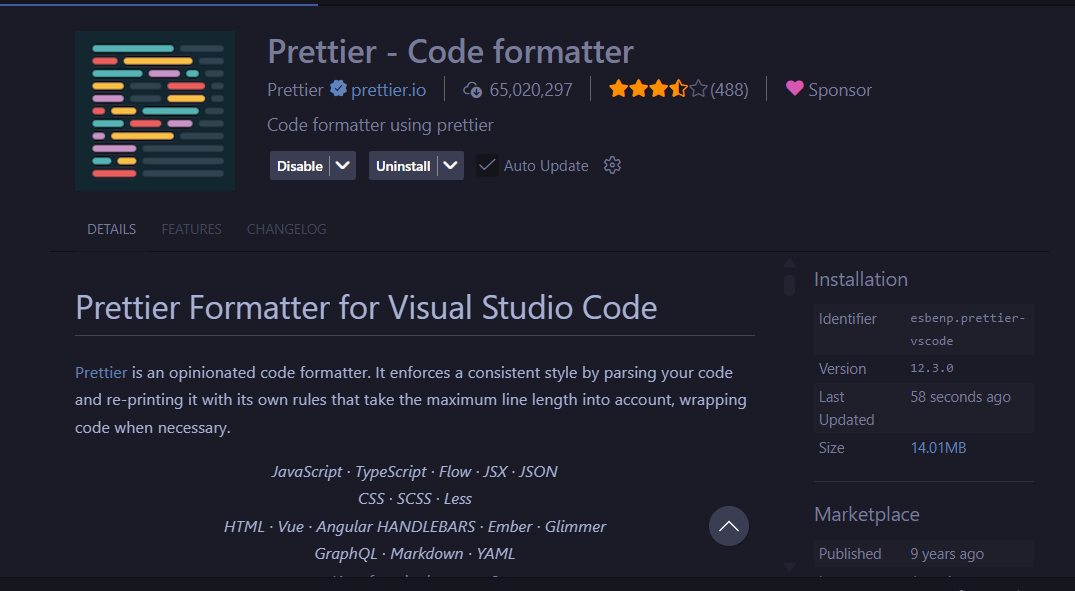 Prettier - Code formatter
Prettier prettier.io 65,020,297 (488) Sponsor
Code formatter using prettier
Disable Uninstall Auto Update
DETAILS FEATURES CHANGELOG
Prettier Formatter for Visual Studio Code
Prettier is an opinionated code formatter. It enforces a consistent style by parsing your code
and re-printing it with its own rules that take the maximum line length into account, wrapping
code when necessary.
JavaScript · TypeScript · Flow · JSX · JSON
CSS · SCSS · Less
HTML · Vue · Angular HANDLEBARS · Ember · Glimmer
GraphQL · Markdown · YAML
Installation
Identifier esbenp.prettier-
vscode
Version 12.3.0
Last 58 seconds ago
Updated
Size 14.01MB
Marketplace
Published 9 years ago